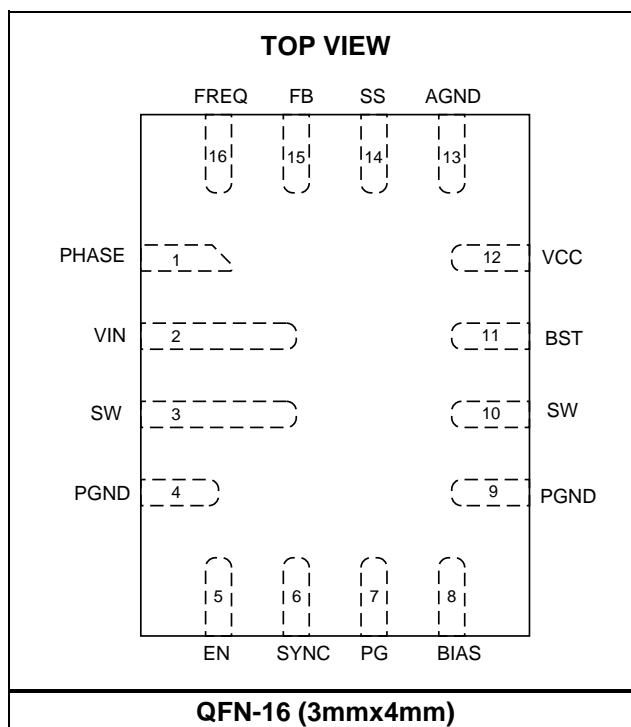 TOP VIEW
FREQ FB SS AGND
16 15 14 13
PHASE 1 12 VCC
VIN 2 11 BST
SW 3 10 SW
PGND 4 9 PGND
5 6 7 8
EN SYNC PG BIAS
QFN-16 (3mmx4mm)